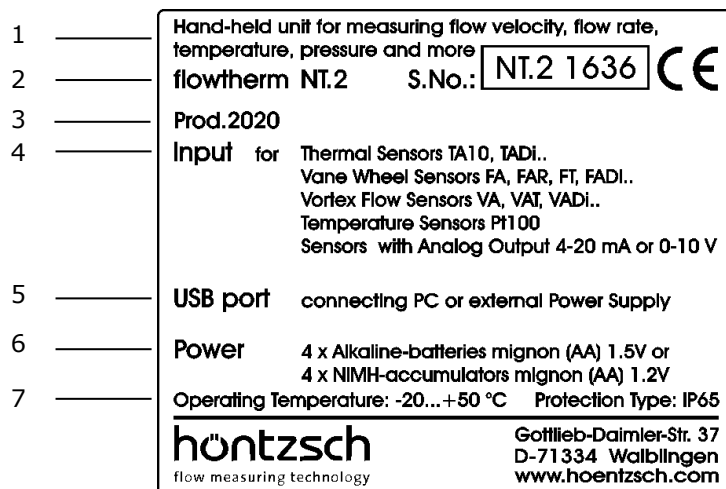 1
Hand-held unit for measuring flow velocity, flow rate,
temperature, pressure and more
2
flowtherm NT.2 S.No.: NT.2 1636 CE
3
Prod.2020
4
Input for Thermal Sensors TA10, TADi..
Vane Wheel Sensors FA, FAR, FT, FADI..
Vortex Flow Sensors VA, VAT, VADi..
Temperature Sensors Pt100
Sensors with Analog Output 4-20 mA or 0-10 V
5
USB port connecting PC or external Power Supply
6
Power 4 x Alkaline-batteries mignon (AA) 1.5V or
4 x NIMH-accumulators mignon (AA) 1.2V
7
Operating Temperature: -20...+50 °C Protection Type: IP65
höntzsch
flow measuring technology
Gottlieb-Daimler-Str. 37
D-71334 Waiblingen
www.hoentzsch.com